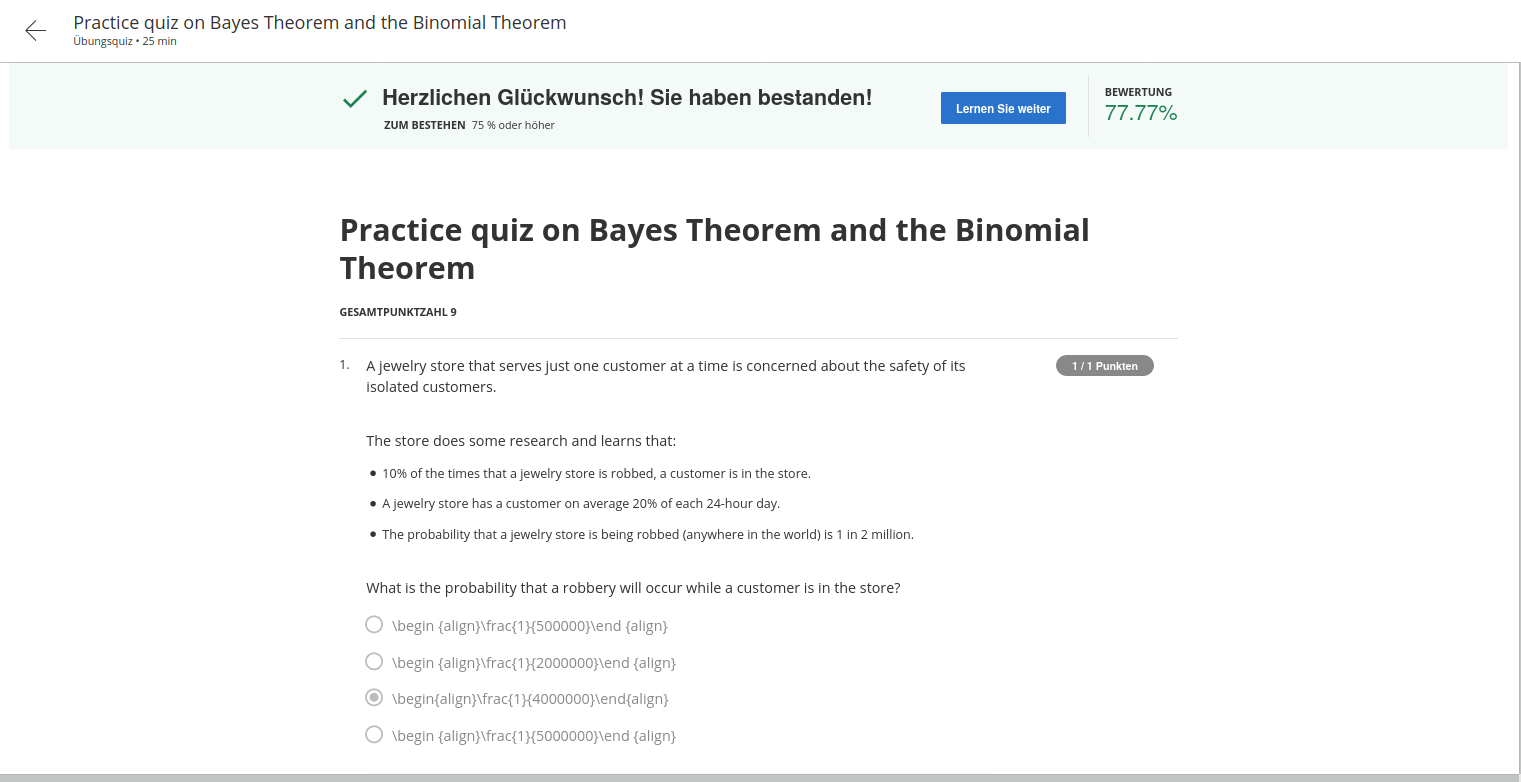 Practice quiz on Bayes Theorem and the Binomial Theorem
Übungsquiz • 25 min
Herzlichen Glückwunsch! Sie haben bestanden!
ZUM BESTEHEN 75 % oder höher
Lernen Sie weiter
BEWERTUNG
77.77%
Practice quiz on Bayes Theorem and the Binomial
Theorem
GESAMTPUNKTZAHL 9
1. A jewelry store that serves just one customer at a time is concerned about the safety of its
isolated customers.
1 / 1 Punkten
The store does some research and learns that:
• 10% of the times that a jewelry store is robbed, a customer is in the store.
• A jewelry store has a customer on average 20% of each 24-hour day.
• The probability that a jewelry store is being robbed (anywhere in the world) is 1 in 2 million.
What is the probability that a robbery will occur while a customer is in the store?
\begin {align}\frac{1}{500000}\end {align}
\begin {align}\frac{1}{2000000}\end {align}
\begin{align}\frac{1}{4000000}\end{align}
\begin {align}\frac{1}{5000000}\end {align}